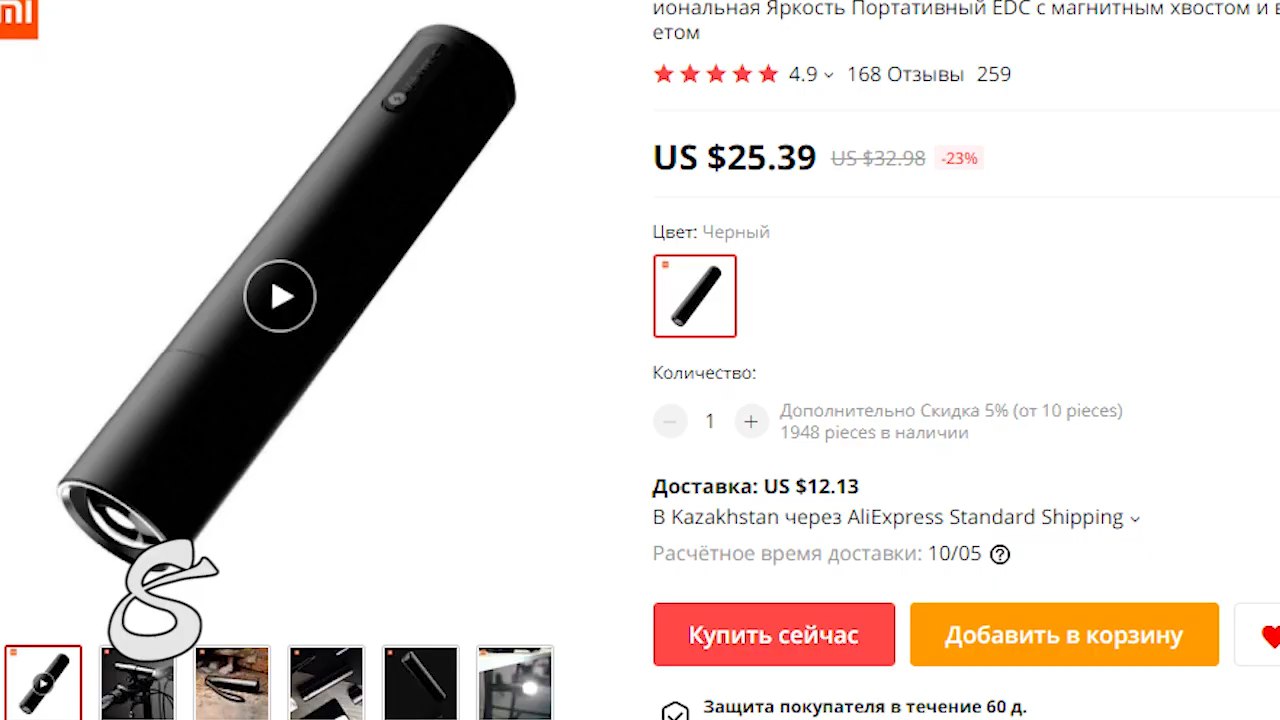 mi
иональная Яркость Портативный EDC с магнитным хвостом и в
етом
4.9 168 Отзывы 259
US $25.39 US $32.98 -23%
Цвет: Черный
Количество:
1
Дополнительно Скидка 5% (от 10 pieces)
1948 pieces в наличии
Доставка: US $12.13
В Kazakhstan через AliExpress Standard Shipping
Расчётное время доставки: 10/05
Купить сейчас
Добавить в корзину
Защита покупателя в течение 60 д.
8